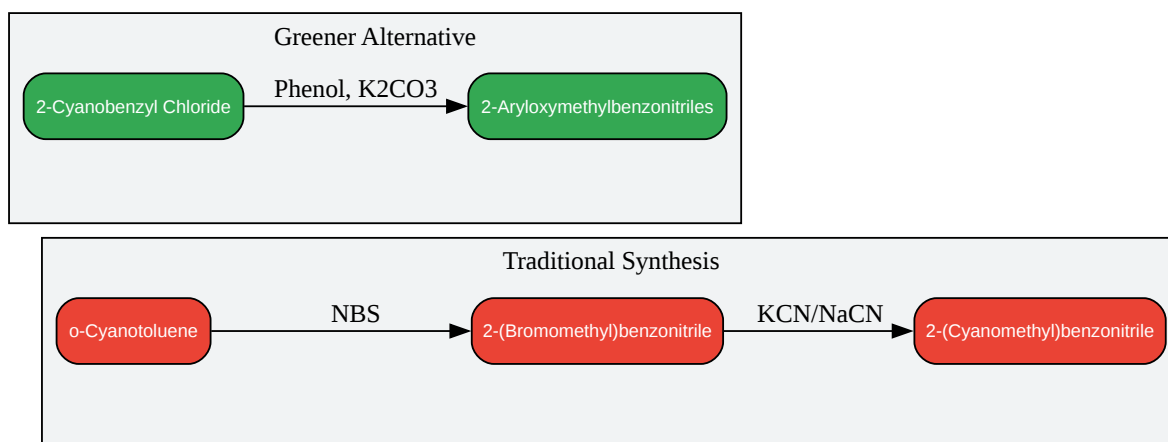 Greener Alternative
2-Cyanobenzyl Chloride
Phenol, K2CO3
2-Aryloxymethylbenzonitriles
Traditional Synthesis
o-Cyanotoluene
NBS
2-(Bromomethyl)benzonitrile
KCN/NaCN
2-(Cyanomethyl)benzonitrile